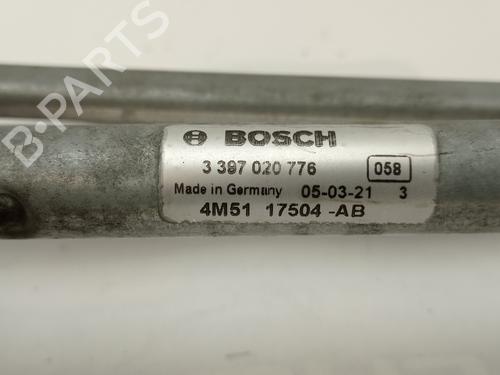 B-PARTS
BOSCH
3 397 020 776 058
Made in Germany 05-03-21 3
4M51 17504 -AB